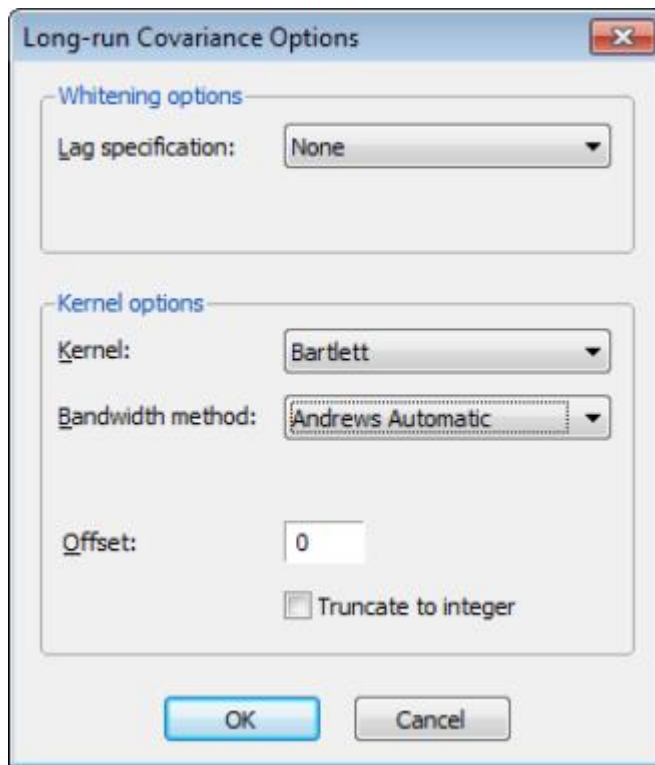 Long-run Covariance Options
Whitening options
Lag specification: None
Kernel options
Kernel: Bartlett
Bandwidth method: Andrews Automatic
Offset: 0
Truncate to integer
OK Cancel